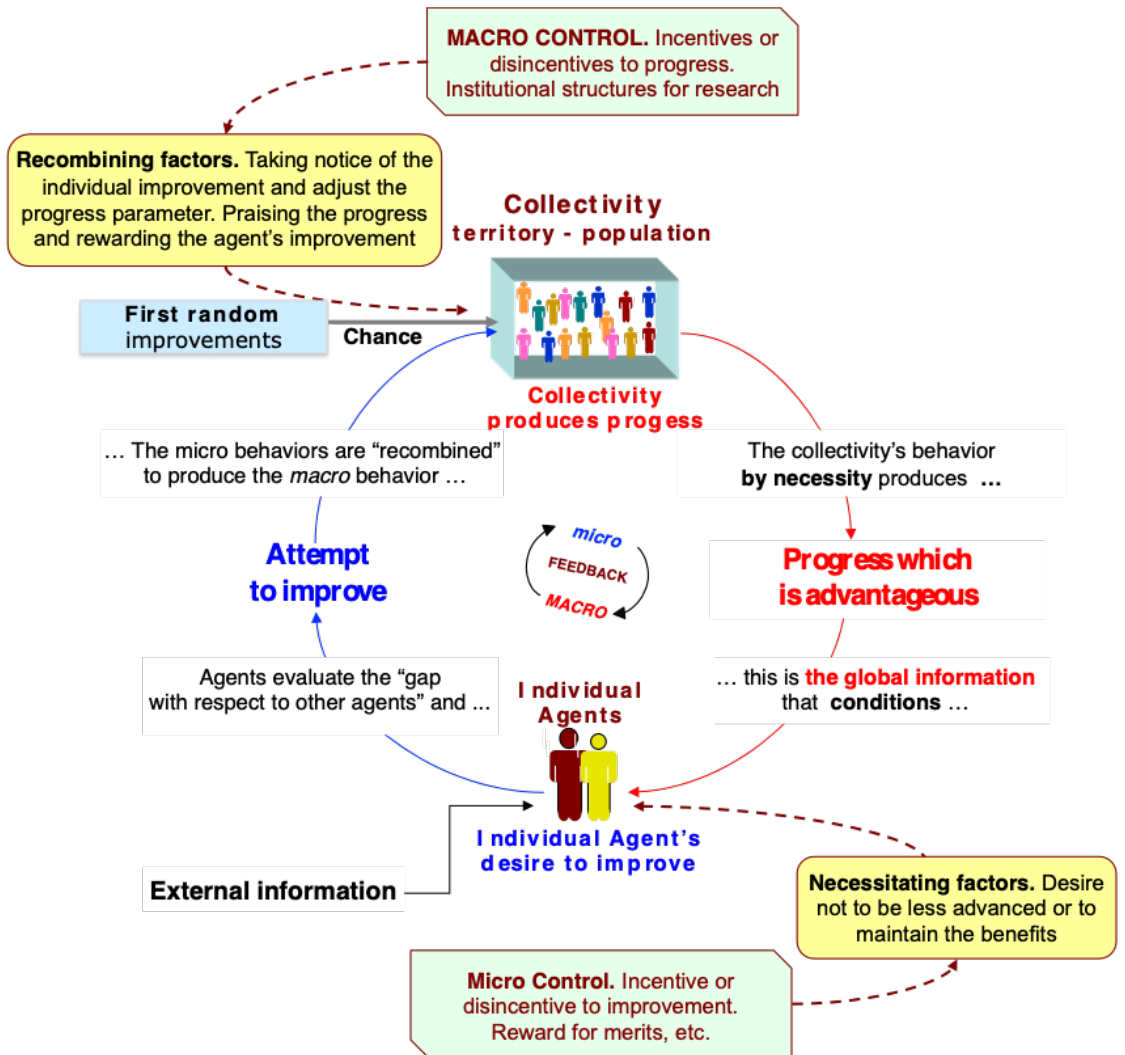 MACRO CONTROL. Incentives or
disincentives to progress.
Institutional structures for research
Recombining factors. Taking notice of the
individual improvement and adjust the
progress parameter. Praising the progress
and rewarding the agent's improvement
Collectivity
territory - population
First random
improvements
Chance
Collectivity
produces progess
… The micro behaviors are “recombined”
to produce the macro behavior …
The collectivity's behavior
by necessity produces …
Attempt
to improve
micro
FEEDBACK
MACRO
Progress which
is advantageous
Agents evaluate the “gap
with respect to other agents” and ...
… this is the global information
that conditions …
Individual
Agents
Individual Agent's
desire to improve
External information
Necessitating factors. Desire
not to be less advanced or to
maintain the benefits
Micro Control. Incentive or
disincentive to improvement.
Reward for merits, etc.